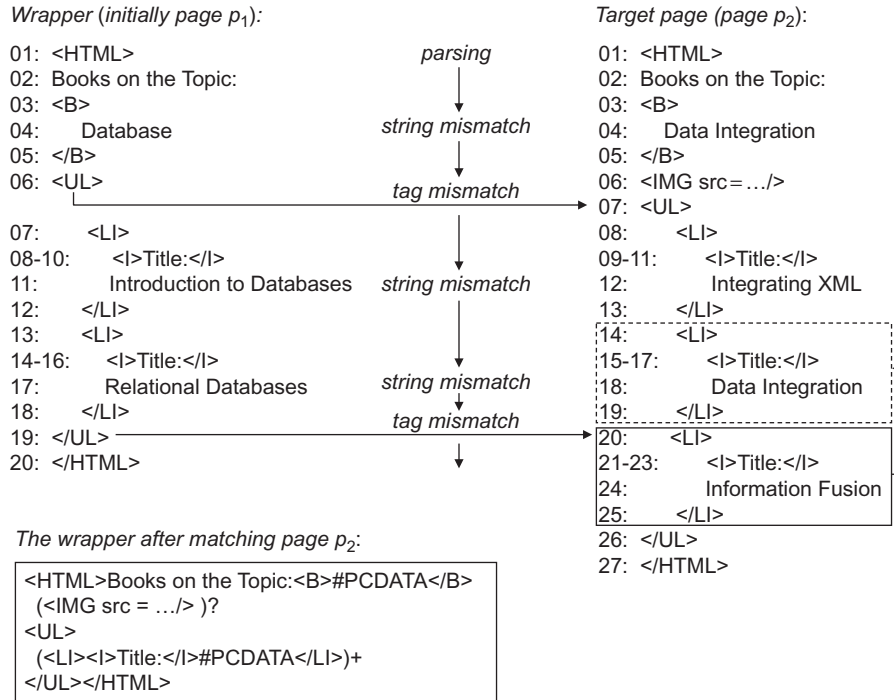 Wrapper (initially page p1):
01: <HTML>
02: Books on the Topic:
03: <B>
04: Database
05: </B>
06: <UL>
07: <LI>
08-10: <I>Title:</I>
11: Introduction to Databases
12: </LI>
13: <LI>
14-16: <I>Title:</I>
17: Relational Databases
18: </LI>
19: </UL>
20: </HTML>
parsing
string mismatch
tag mismatch
string mismatch
string mismatch
tag mismatch
Target page (page p2):
01: <HTML>
02: Books on the Topic:
03: <B>
04: Data Integration
05: </B>
06: <IMG src=…/>
07: <UL>
08: <LI>
09-11: <I>Title:</I>
12: Integrating XML
13: </LI>
14: <LI>
15-17: <I>Title:</I>
18: Data Integration
19: </LI>
20: <LI>
21-23: <I>Title:</I>
24: Information Fusion
25: </LI>
26: </UL>
27: </HTML>
The wrapper after matching page p2:
<HTML>Books on the Topic:<B>#PCDATA</B>
(<IMG src = …/> )?
<UL>
(<LI><I>Title:</I>#PCDATA</LI>)+
</UL></HTML>